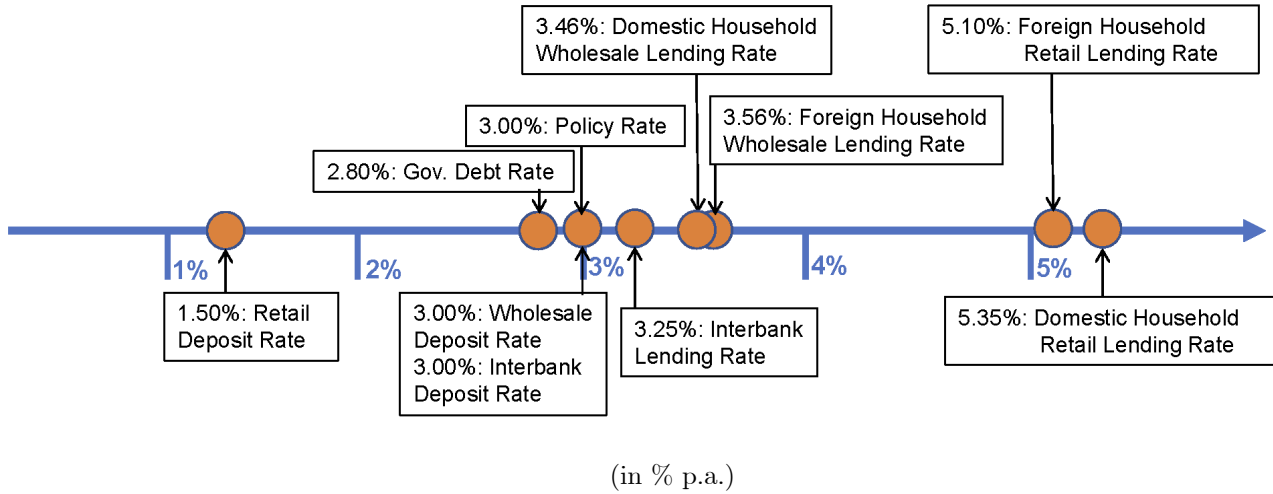 3.46%: Domestic Household
Wholesale Lending Rate
5.10%: Foreign Household
Retail Lending Rate
3.00%: Policy Rate
3.56%: Foreign Household
Wholesale Lending Rate
2.80%: Gov. Debt Rate
1%
2%
3%
4%
5%
1.50%: Retail
Deposit Rate
3.00%: Wholesale
Deposit Rate
3.00%: Interbank
Deposit Rate
3.25%: Interbank
Lending Rate
5.35%: Domestic Household
Retail Lending Rate
(in % p.a.)